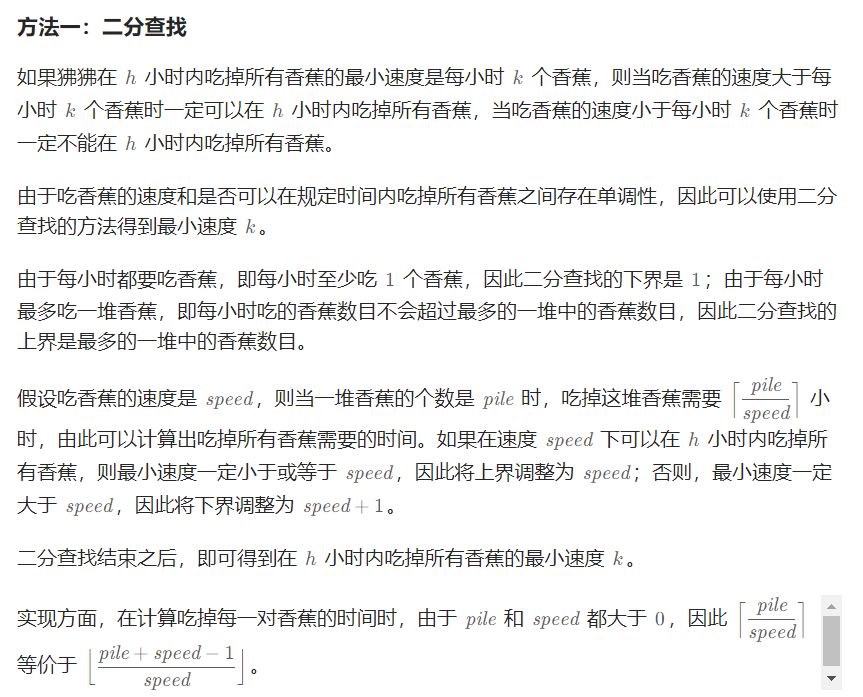 方法一：二分查找
如果狒狒在 h 小时内吃掉所有香蕉的最小速度是每小时 k 个香蕉，则当吃香蕉的速度大于每
小时 k 个香蕉时一定可以在 h 小时内吃掉所有香蕉，当吃香蕉的速度小于每小时 k 个香蕉时
一定不能在 h 小时内吃掉所有香蕉。
由于吃香蕉的速度和是否可以在规定时间内吃掉所有香蕉之间存在单调性，因此可以使用二分
查找的方法得到最小速度 k。
由于每小时都要吃香蕉，即每小时至少吃 1 个香蕉，因此二分查找的下界是 1；由于每小时
最多吃一堆香蕉，即每小时吃的香蕉数目不会超过最多的一堆中的香蕉数目，因此二分查找的
上界是最多的一堆中的香蕉数目。
假设吃香蕉的速度是 speed，则当一堆香蕉的个数是 pile 时，吃掉这堆香蕉需要 ⌈pile/speed⌉ 小
时，由此可以计算出吃掉所有香蕉需要的时间。如果在速度 speed 下可以在 h 小时内吃掉所
有香蕉，则最小速度一定小于或等于 speed，因此将上界调整为 speed；否则，最小速度一定
大于 speed，因此将下界调整为 speed + 1。
二分查找结束之后，即可得到在 h 小时内吃掉所有香蕉的最小速度 k。
实现方面，在计算吃掉每一对香蕉的时间时，由于 pile 和 speed 都大于 0，因此 ⌈pile/speed⌉
等价于 ⌊(pile + speed − 1)/speed⌋。